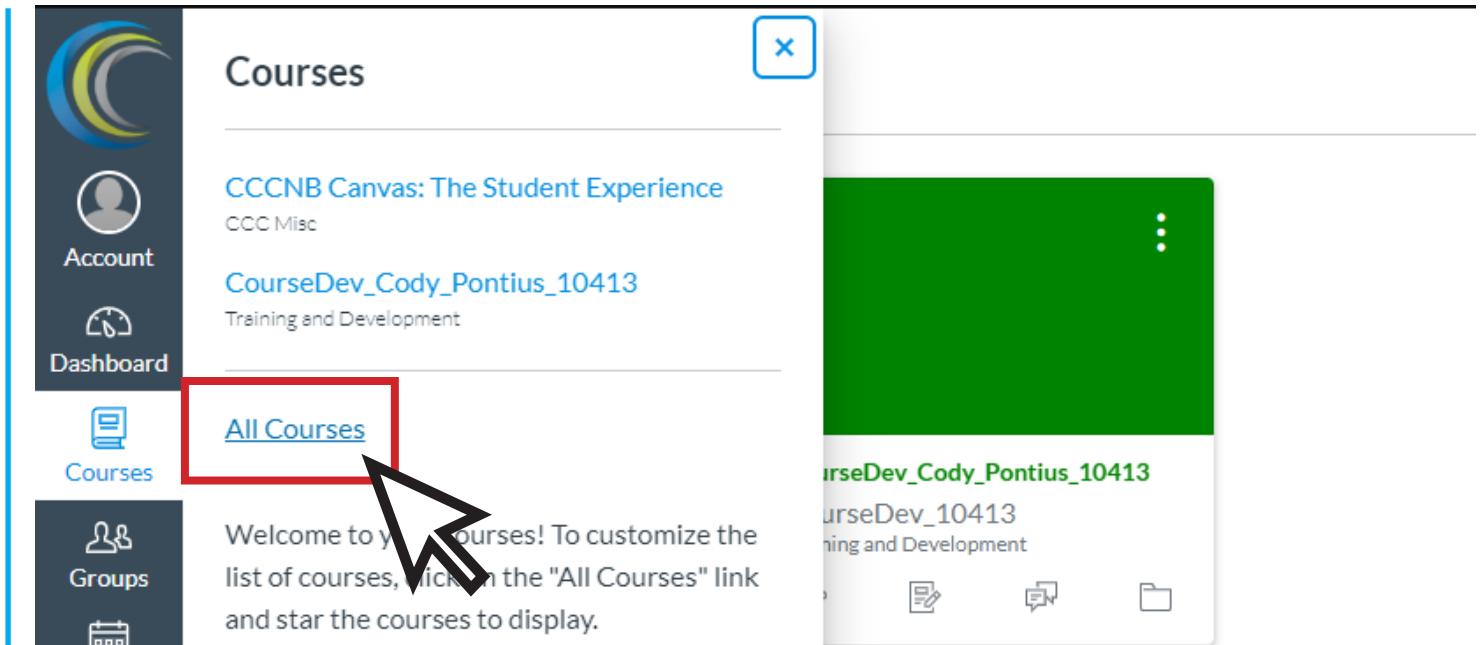 Courses
CCCNB Canvas: The Student Experience
CCC Misc
CourseDev_Cody_Pontius_10413
Training and Development
All Courses
Welcome to y ourses! To customize the
list of courses, n the "All Courses" link
and star the courses to display.
Account
Dashboard
Courses
Groups
urseDev_Cody_Pontius_10413
urseDev_10413
ning and Development